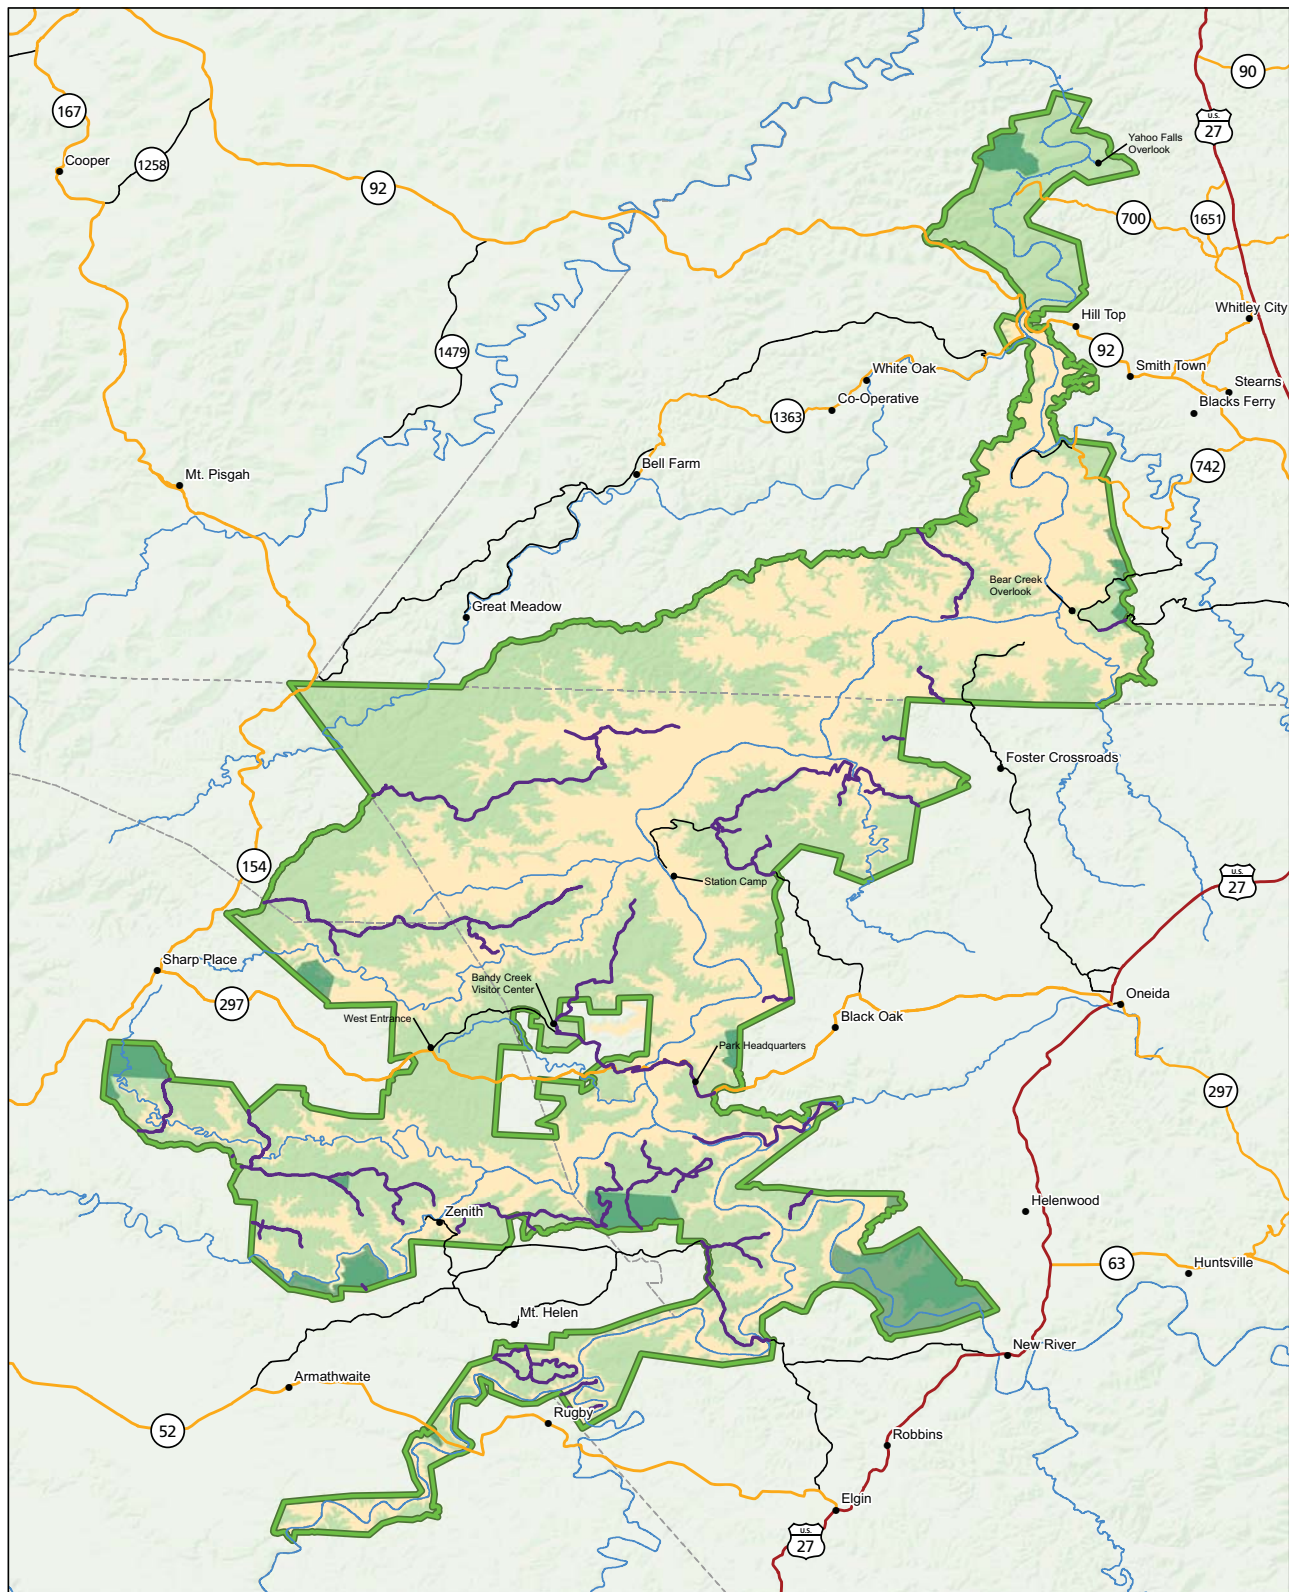 90
167
U.S.
27
Yahoo Falls
Overlook
Cooper
1258
92
700
1651
Whitley City
Hill Top
1479
92
White Oak
Smith Town
Stearns
Co-Operative
Blacks Ferry
1363
Bell Farm
742
Mt. Pisgah
Bear Creek
Overlook
Great Meadow
Foster Crossroads
154
Station Camp
U.S.
27
Sharp Place
Bandy Creek
Visitor Center
297
Oneida
West Entrance
Black Oak
Park Headquarters
297
Zenith
Helenwood
63
Huntsville
Mt. Helen
New River
Armathwaite
52
Rugby
Robbins
Elgin
U.S.
27